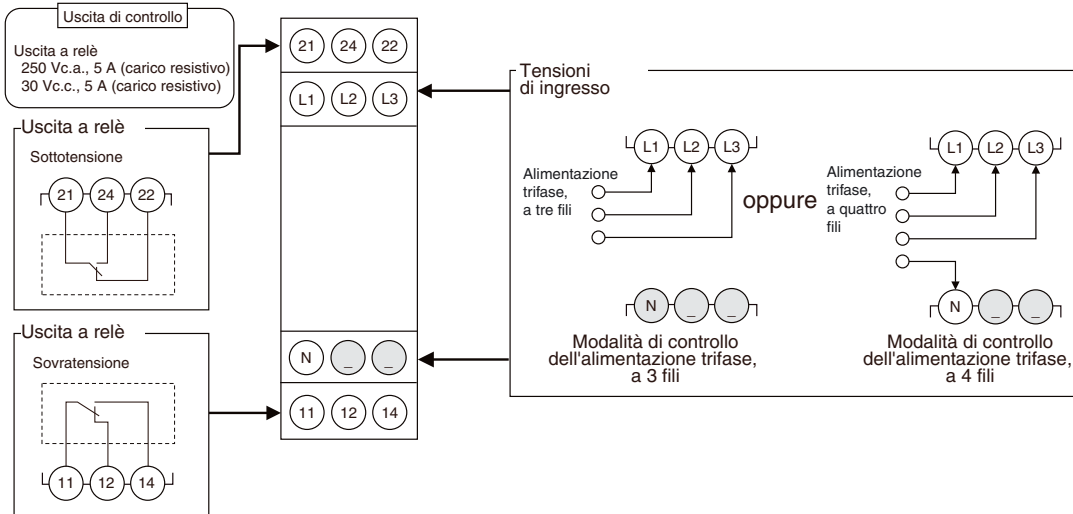 Uscita di controllo
Uscita a relè
250 Vc.a., 5 A (carico resistivo)
30 Vc.c., 5 A (carico resistivo)
Uscita a relè
Sottotensione
21 24 22
Uscita a relè
Sovratensione
11 12 14
21 24 22
L1 L2 L3
N _ _
11 12 14
Tensioni
di ingresso
L1 L2 L3
Alimentazione
trifase,
a tre fili
N _ _
Modalità di controllo
dell'alimentazione trifase,
a 3 fili
oppure
L1 L2 L3
Alimentazione
trifase,
a quattro
fili
N _ _
Modalità di controllo
dell'alimentazione trifase,
a 4 fili